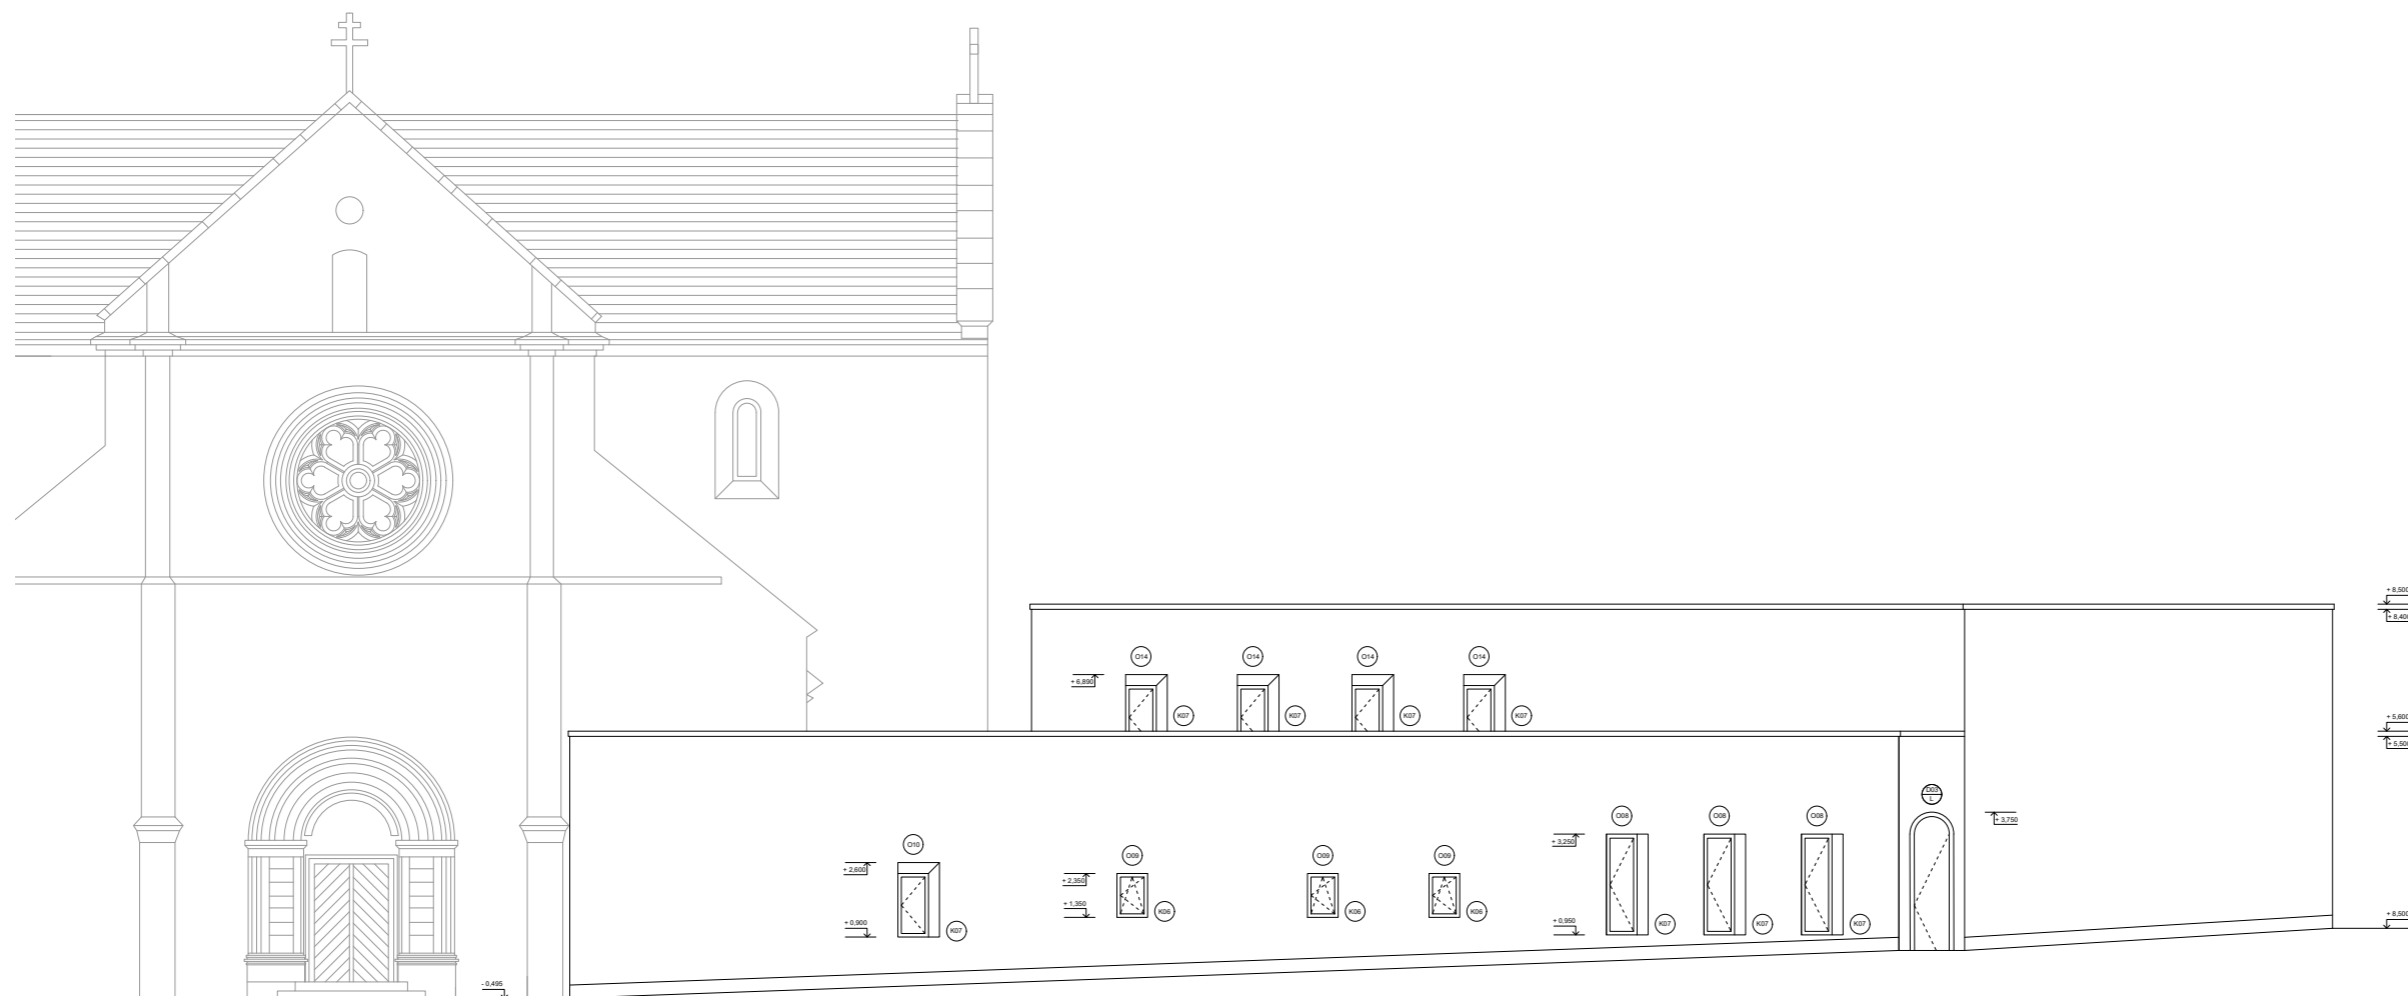 + 8,500
+ 8,400
O14
O14
O14
O14
+ 6,890
K07
K07
K07
K07
+ 5,600
+ 5,500
D03
L
+ 3,750
O08
O08
O08
+ 3,250
O10
O09
O09
O09
+ 2,600
+ 2,350
+ 1,350
K06
K06
K06
+ 0,900
K07
+ 0,950
K07
K07
K07
+ 8,500
- 0,495